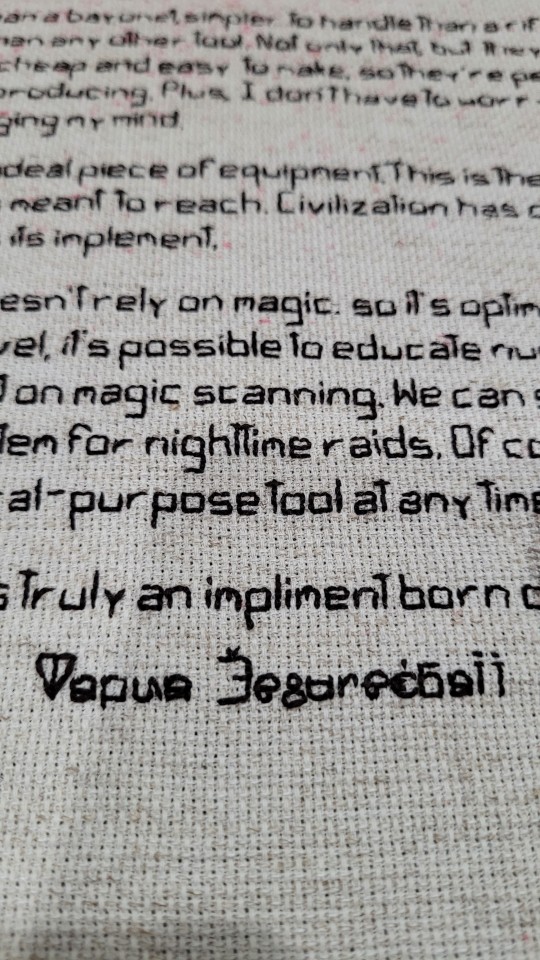 an a bayonet, simpler to handle than a rif
han any other tool. Not only that, but they
cheap and easy to make, so they're pe
producing. Plus, I don't have to worr
ging my mind.
deal piece of equipment. This is the
meant to reach. Civilization has
its inplement.
esn't rely on magic. so it's optim
vel, it's possible to educate nu
on magic scanning. We can s
lem for nighttime raids. Of co
al-purpose tool at any time
s truly an impliment born o